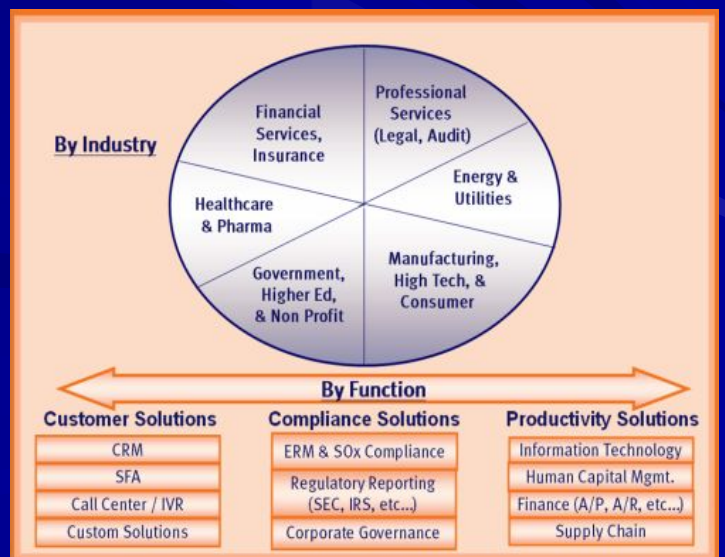 By Industry
Financial
Services,
Insurance
Professional
Services
(Legal, Audit)
Healthcare
& Pharma
Energy &
Utilities
Government,
Higher Ed,
& Non Profit
Manufacturing,
High Tech, &
Consumer
By Function
Customer Solutions
CRM
SFA
Call Center / IVR
Custom Solutions
Compliance Solutions
ERM & SOx Compliance
Regulatory Reporting
(SEC, IRS, etc...)
Corporate Governance
Productivity Solutions
Information Technology
Human Capital Mgmt.
Finance (A/P, A/R, etc...)
Supply Chain